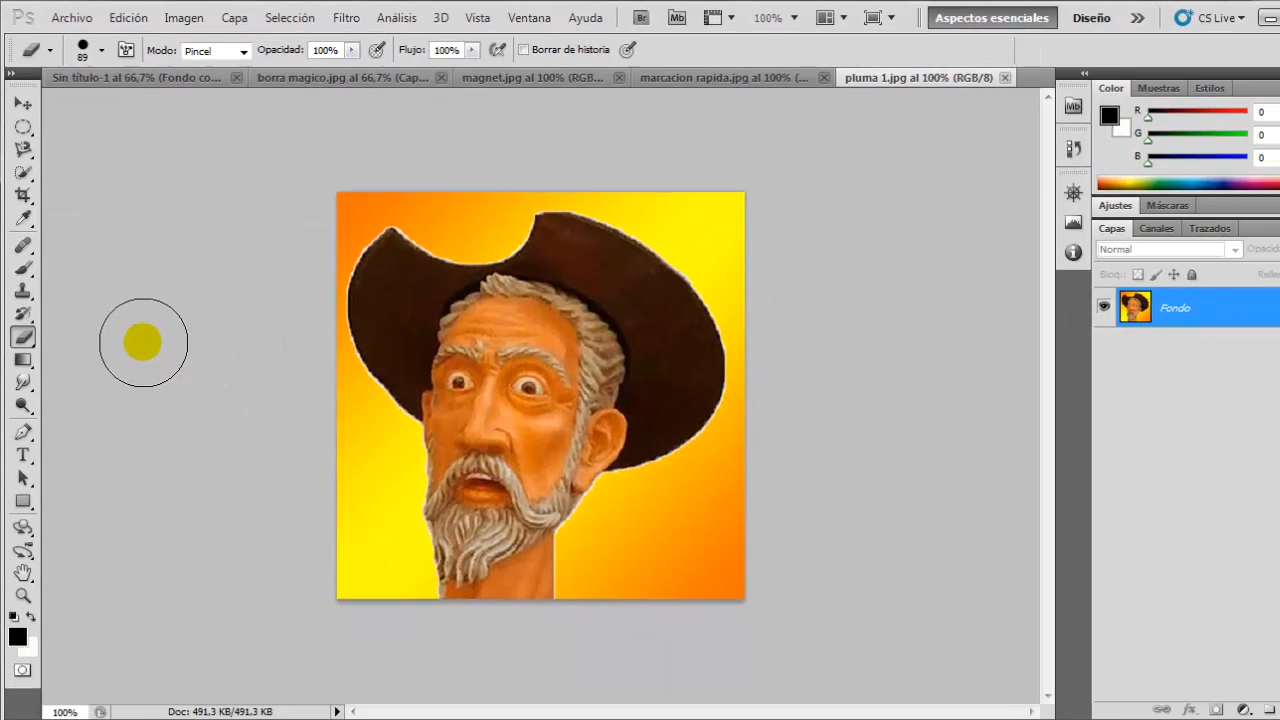 Ps Archivo Edición Imagen Capa Selección Filtro Análisis 3D Vista Ventana Ayuda Br Mb 100% Aspectos esenciales Diseño CS Live
89 Modo: Pincel Opacidad: 100% Flujo: 100% Borrar de historia
Sin título-1 al 66,7% (Fondo co... borra magico.jpg al 66,7% (Cap... magnet.jpg al 100% (RGB... marcacion rapida.jpg al 100% (... pluma 1.jpg al 100% (RGB/8)
Color Muestras Estilos
Mb
R 0
G 0
B 0
Ajustes Máscaras
Capas Canales Trazados
Normal Opacida
Bloq.: Relle
Fondo
T
100% Doc: 491,3 KB/491,3 KB
fx